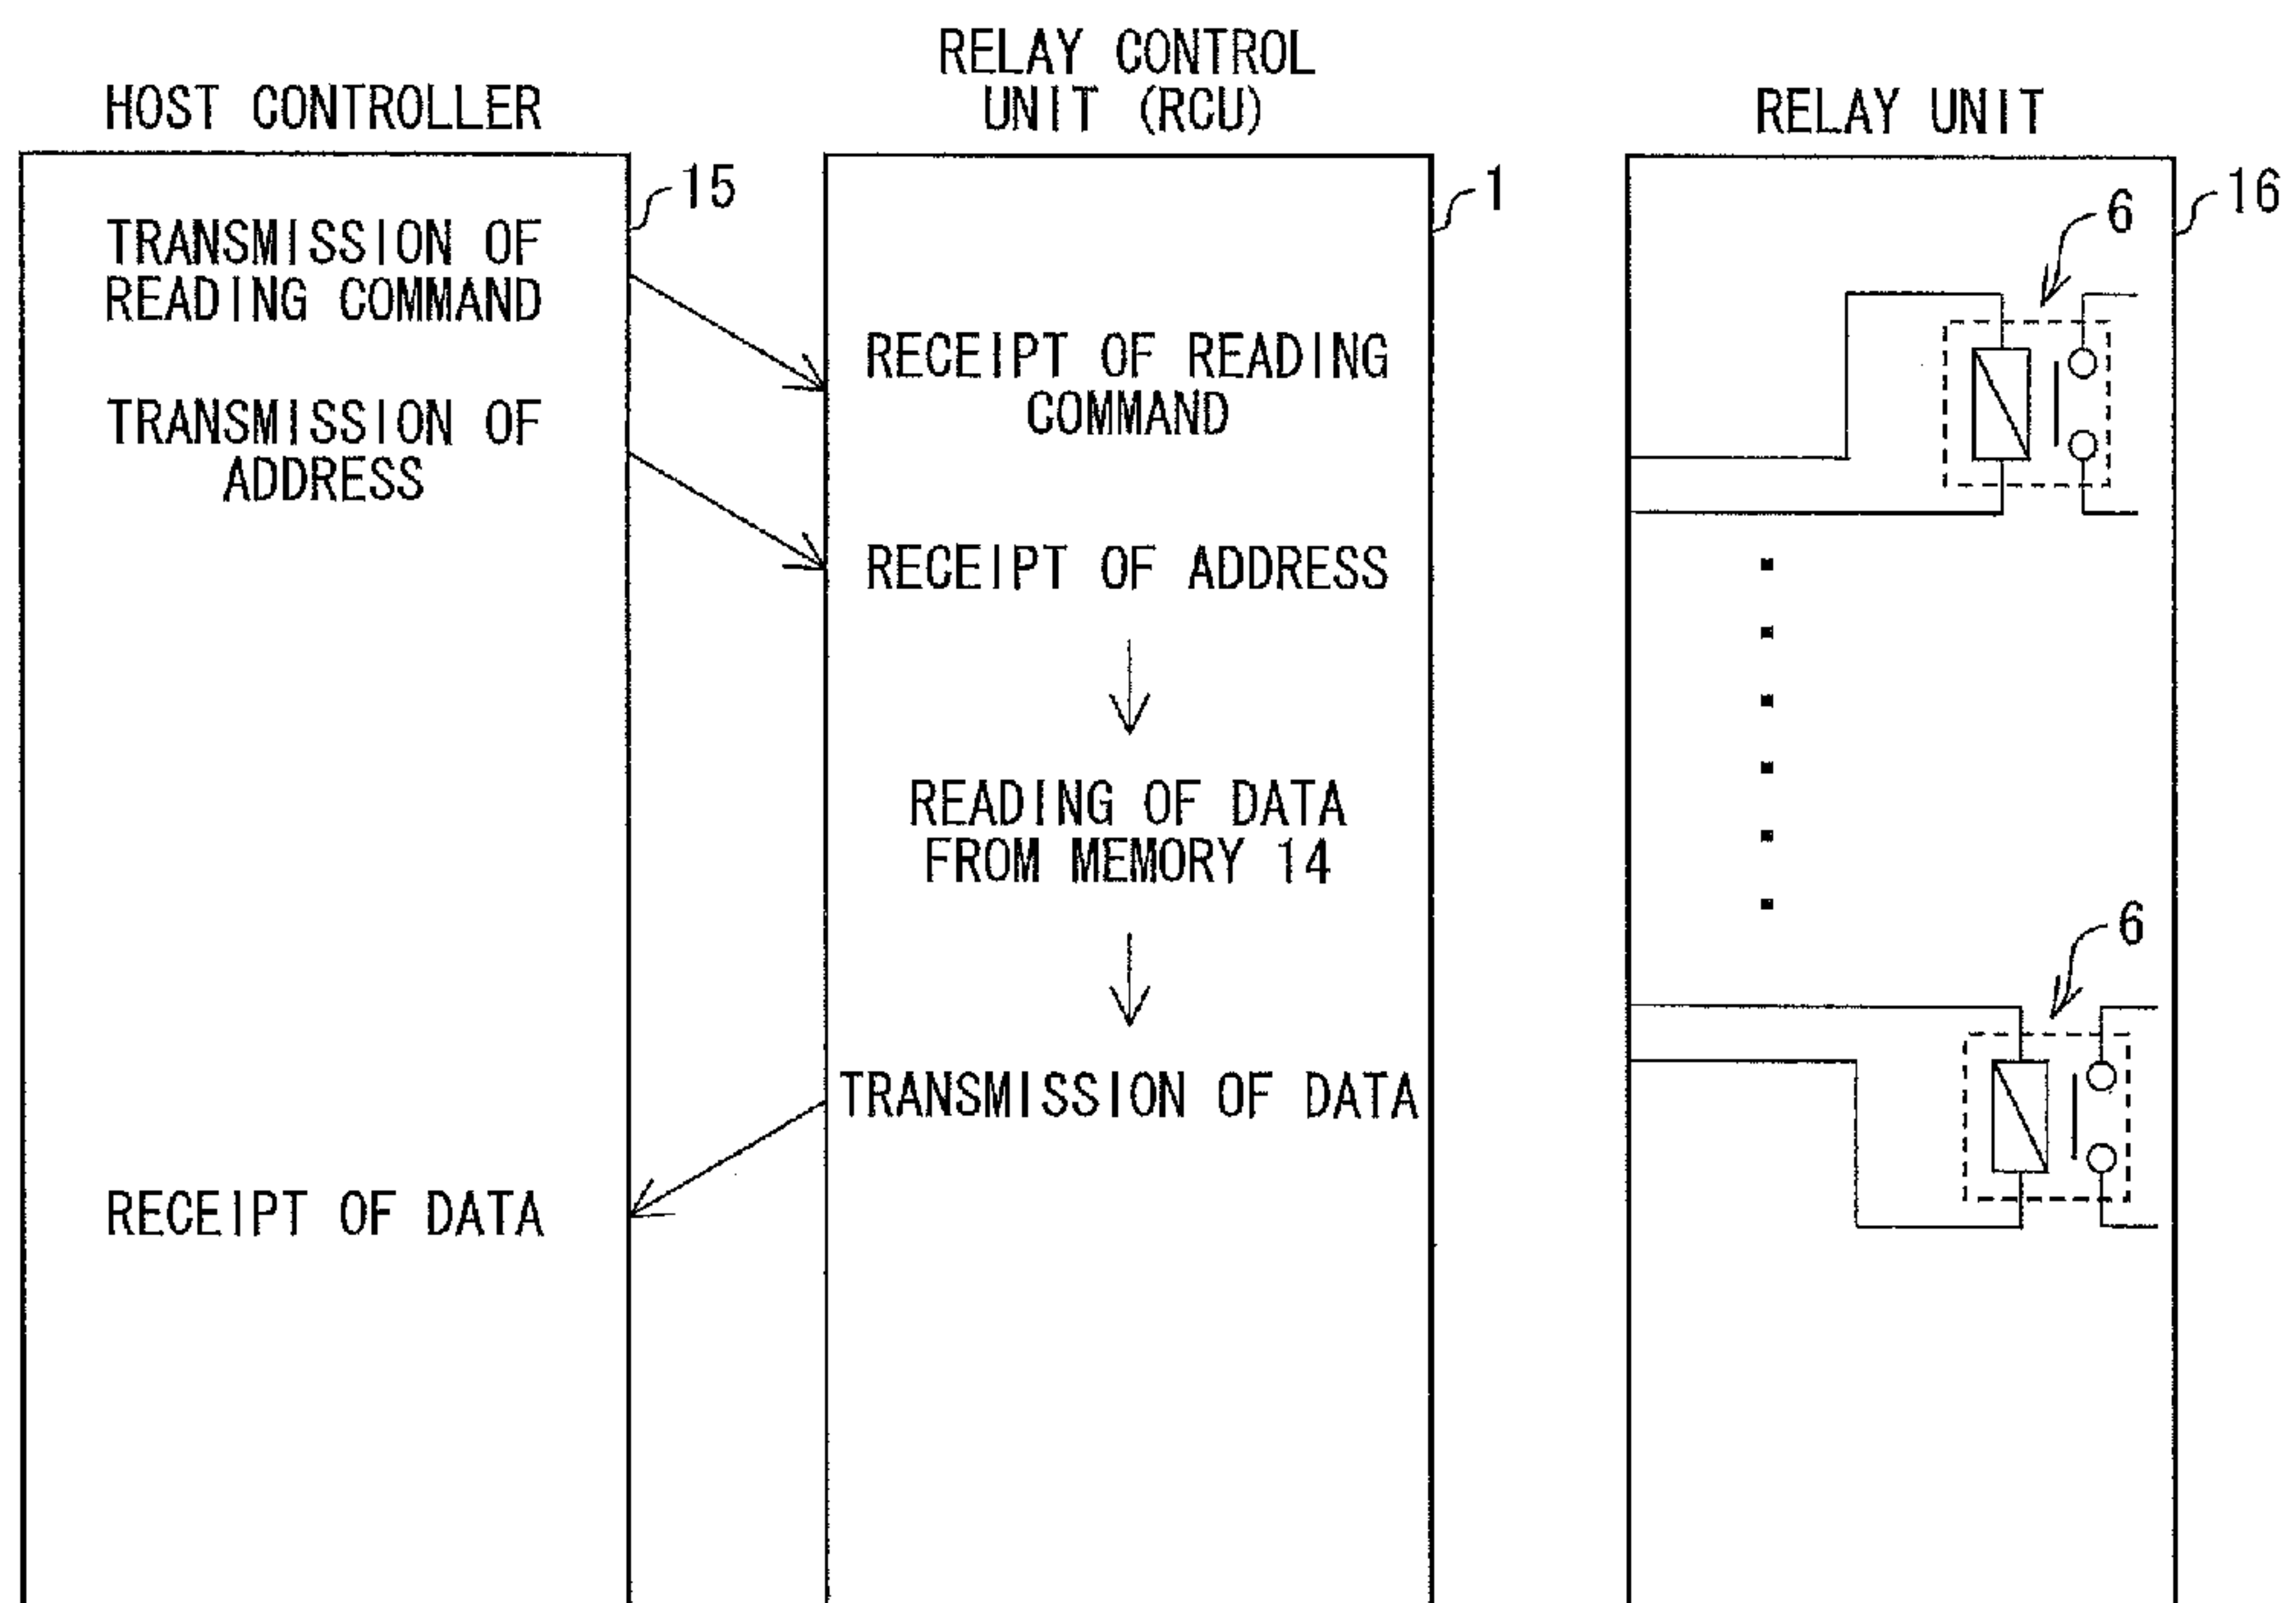 HOST CONTROLLER
RELAY CONTROL
UNIT (RCU)
RELAY UNIT
15
1
16
TRANSMISSION OF
READING COMMAND
TRANSMISSION OF
ADDRESS
RECEIPT OF DATA
RECEIPT OF READING
COMMAND
RECEIPT OF ADDRESS
READING OF DATA
FROM MEMORY 14
TRANSMISSION OF DATA
6
6